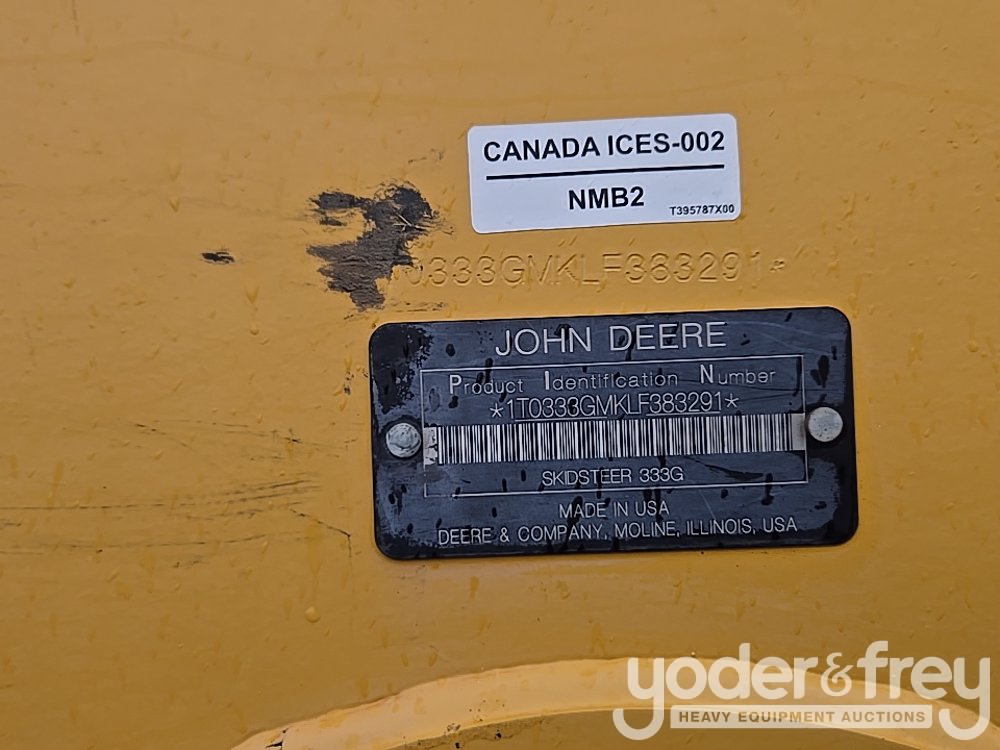 CANADA ICES-002
NMB2
T395787X00
0333GMKLF383291*
JOHN DEERE
Product Identification Number
*1T0333GMKLF383291*
SKIDSTEER 333G
MADE IN USA
DEERE & COMPANY, MOLINE, ILLINOIS, USA
yoder&frey
HEAVY EQUIPMENT AUCTIONS